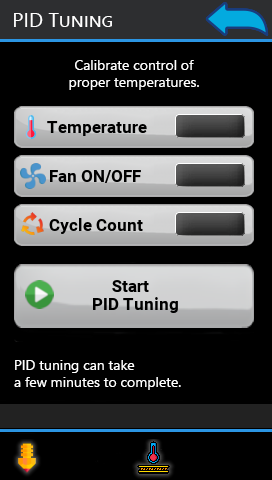 PID Tuning
Calibrate control of
proper temperatures.
Temperature
Fan ON/OFF
Cycle Count
Start
PID Tuning
PID tuning can take
a few minutes to complete.